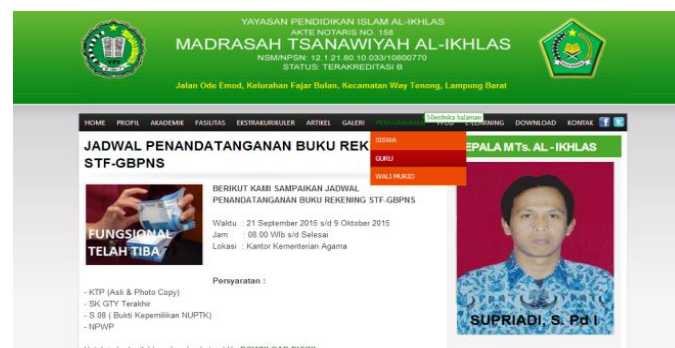 YAYASAN PENDIDIKAN ISLAM AL-IKHLAS
AKTE NOTARIS NO. 158
MADRASAH TSANAWIYAH AL-IKHLAS
NSM/NPSN: 12.1.21.80.10.033/10800770
STATUS: TERAKREDITASI B
Jalan Ode Emod, Kelurahan Fajar Bulan, Kecamatan Way Tenong, Lampung Barat
HOME PROFIL AKADEMIK FASILITAS EKSTRAKURIKULER ARTIKEL GALERI PENGUMUMAN E-LEARNING DOWNLOAD KONTAK
Membuka halaman
SISWA
GURU
WALI MURID
JADWAL PENANDATANGANAN BUKU REK
STF-GBPNS
FUNGSIONAL
TELAH TIBA
BERIKUT KAMI SAMPAIKAN JADWAL
PENANDATANGANAN BUKU REKENING STF-GBPNS
Waktu : 21 September 2015 s/d 9 Oktober 2015
Jam : 08.00 WIb s/d Selesai
Lokasi : Kantor Kementerian Agama
Persyaratan :
- KTP (Asli & Photo Copy)
- SK GTY Terakhir
- S.08 ( Bukti Kepemilikan NUPTK)
- NPWP
EPALA MTs. AL - IKHLAS
SUPRIADI, S. Pd I